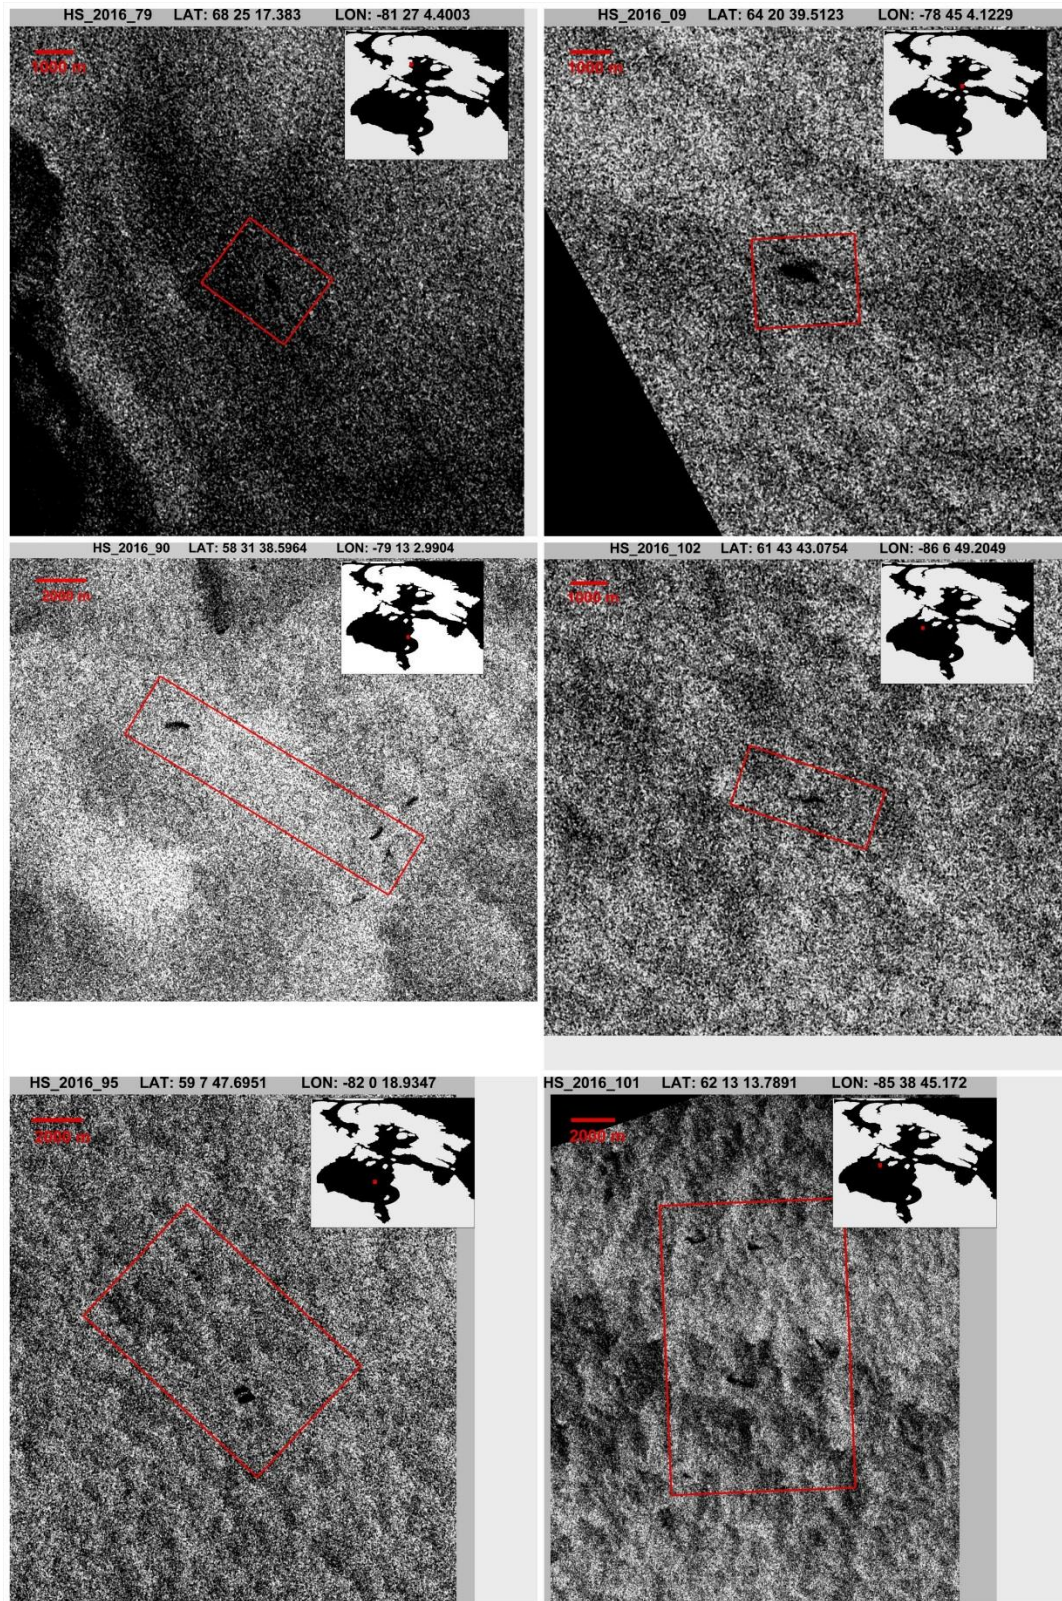 HS_2016_79 LAT: 68 25 17.383 LON: -81 27 4.4003
1000 m
HS_2016_09 LAT: 64 20 39.5123 LON: -78 45 4.1229
1000 m
HS_2016_90 LAT: 58 31 38.5964 LON: -79 13 2.9904
2000 m
HS_2016_102 LAT: 61 43 43.0754 LON: -86 6 49.2049
1000 m
HS_2016_95 LAT: 59 7 47.6951 LON: -82 0 18.9347
2000 m
HS_2016_101 LAT: 62 13 13.7891 LON: -85 38 45.172
2000 m